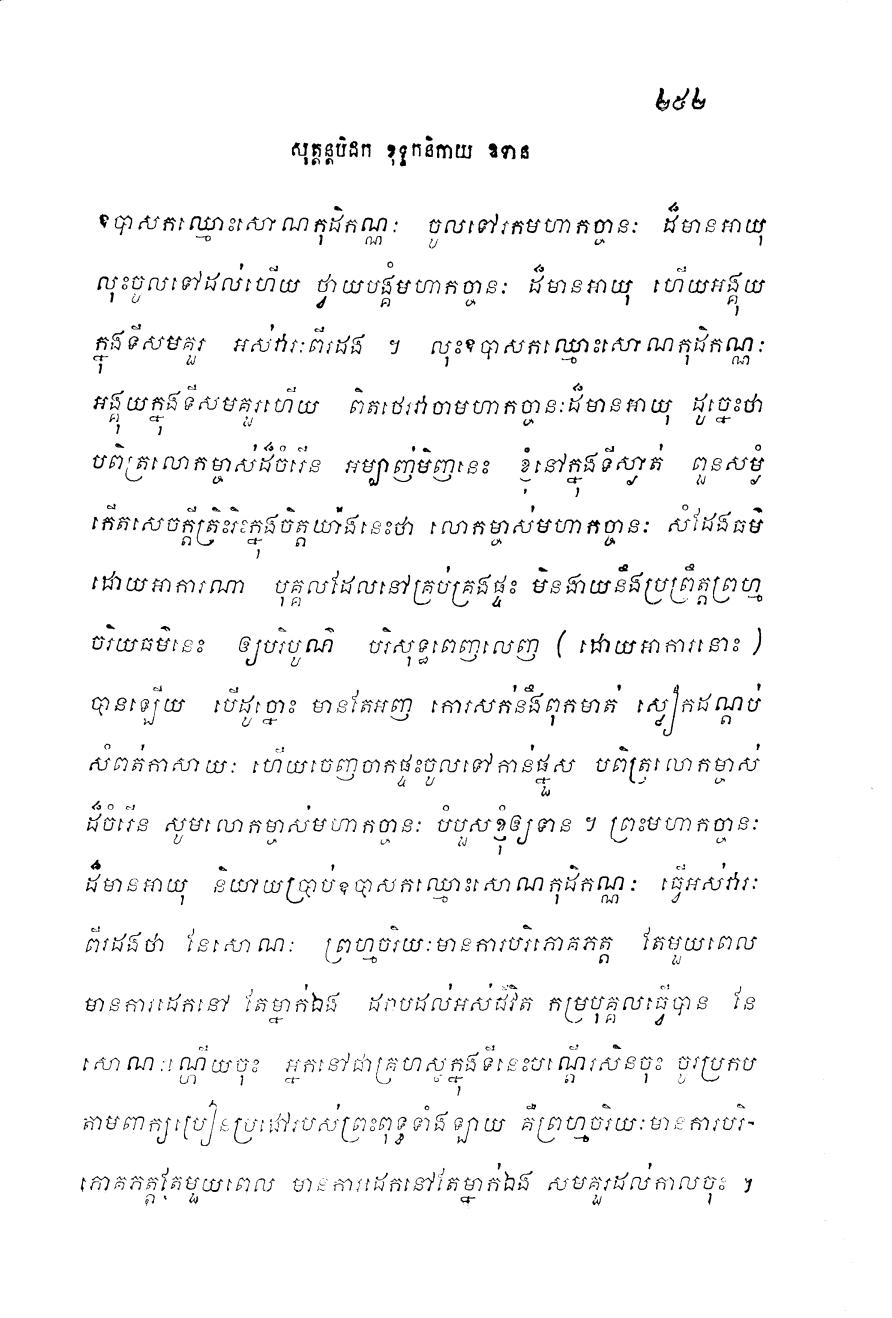 ២៥២
សុត្តន្តបិដក ខុទ្ទកនិកាយ ឧទាន
ឧបាសកឈ្មោះសោណកុដិកណ្ណៈ ចូលទៅរកមហាកច្ចានៈ ដ៏មានអាយុ
លុះចូលទៅដល់ហើយ ថ្វាយបង្គំមហាកច្ចានៈ ដ៏មានអាយុ ហើយអង្គុយ
ក្នុងទីសមគួរ អស់វារៈពីរដង ។ លុះឧបាសកឈ្មោះសោណកុដិកណ្ណៈ
អង្គុយក្នុងទីសមគួរហើយ ពិតថេរវាចាមហាកច្ចានៈដ៏មានអាយុ ដូច្នេះថា
បពិត្រលោកម្ចាស់ដ៏ចំរើន អម្បាញ់មិញនេះ ខ្ញុំនៅក្នុងទីស្ងាត់ ពួនសម្ងំ
កើតសេចក្តីត្រិះរិះក្នុងចិត្តយ៉ាងនេះថា លោកម្ចាស់មហាកច្ចានៈ សំដែងធម៌
ដោយអាការណា បុគ្គលដែលនៅគ្រប់គ្រងផ្ទះ មិនងាយនឹងប្រព្រឹត្តព្រហ្ម
ចរិយធម៌នេះ ឲ្យបរិបូណ៌ បរិសុទ្ធពេញលេញ (ដោយអាការនោះ)
បានឡើយ បើដូច្នោះ មានតែអញ កោរសក់នឹងពុកមាត់ ស្លៀកដណ្តប់
សំពត់កាសាយៈ ហើយចេញចាកផ្ទះចូលទៅកាន់ផ្នួស បពិត្រលោកម្ចាស់
ដ៏ចំរើន សូមលោកម្ចាស់មហាកច្ចានៈ បំបួសខ្ញុំឲ្យទាន ។ ព្រះមហាកច្ចានៈ
ដ៏មានអាយុ និយាយប្រាប់ឧបាសកឈ្មោះសោណកុដិកណ្ណៈ ធ្វើអស់វារៈ
ពីរដងថា នែសោណៈ ព្រហ្មចរិយៈមានការបរិភោគភត្ត តែមួយពេល
មានការដេកនៅ តែម្នាក់ឯង ដរាបដល់អស់ជីវិត កម្របុគ្គលធ្វើបាន នែ
សោណៈណ្ហើយចុះ អ្នកនៅជាគ្រហស្ថក្នុងទីនេះបណ្តើរសិនចុះ ចូរប្រកប
តាមពាក្យប្រៀនប្រដៅរបស់ព្រះពុទ្ធទាំងឡាយ គឺព្រហ្មចរិយៈមានការបរិ-
ភោគភត្តតែមួយពេល មានការដេកនៅតែម្នាក់ឯង សមគួរដល់កាលចុះ ។